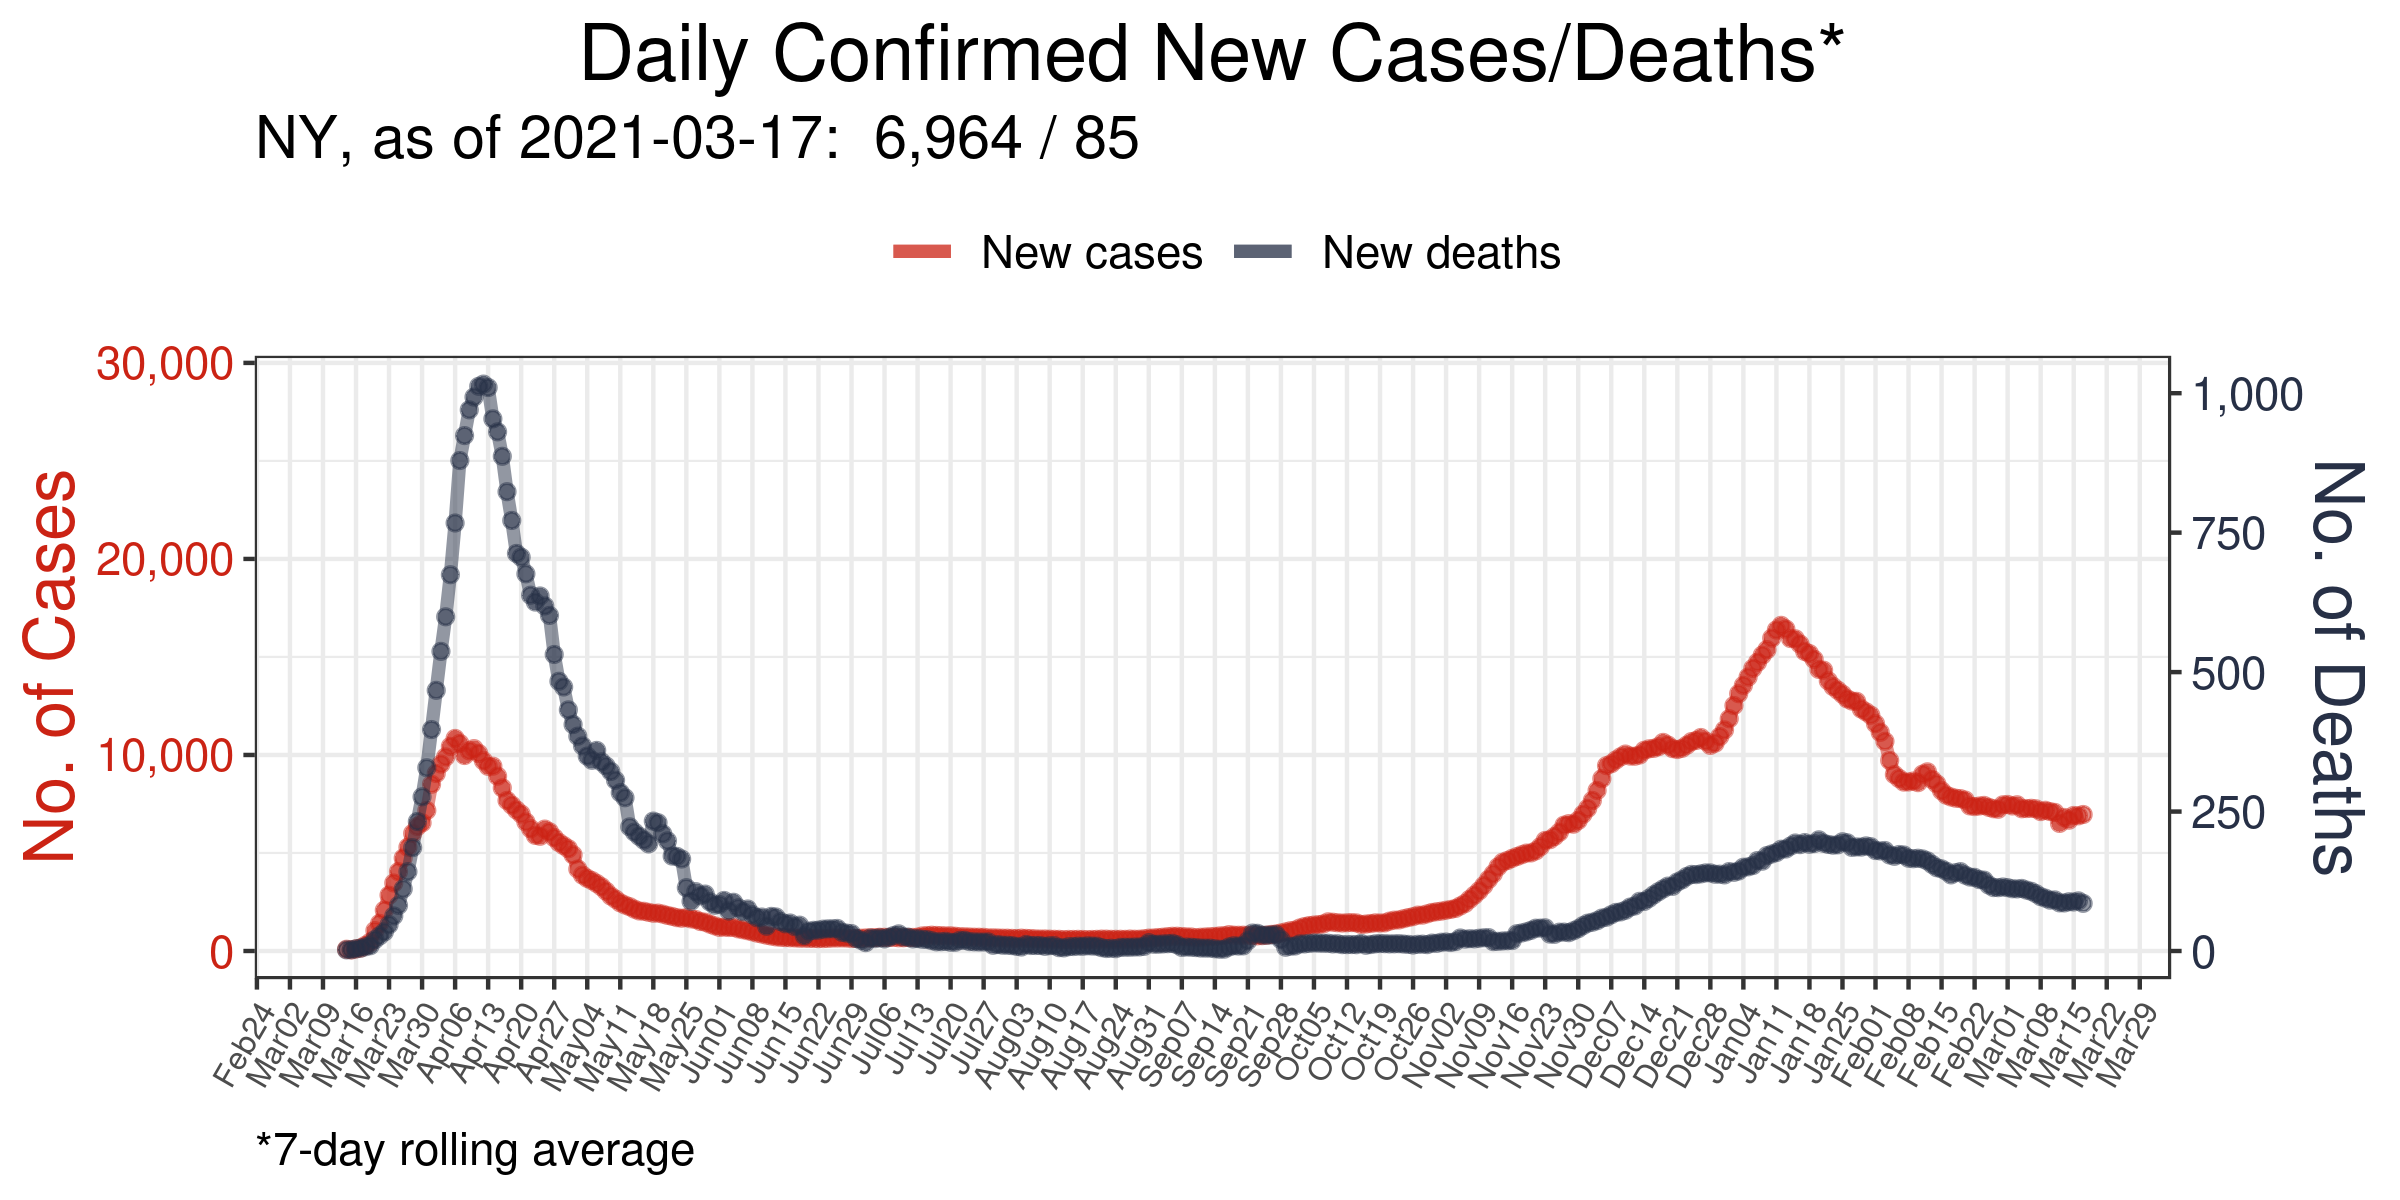 Daily Confirmed New Cases/Deaths*
NY, as of 2021-03-17:  6,964 / 85
New cases
New deaths
No. of Cases
30,000
20,000
10,000
0
1,000
750
500
250
0
No. of Deaths
Feb24
Mar02
Mar09
Mar16
Mar23
Mar30
Apr06
Apr13
Apr20
Apr27
May04
May11
May18
May25
Jun01
Jun08
Jun15
Jun22
Jun29
Jul06
Jul13
Jul20
Jul27
Aug03
Aug10
Aug17
Aug24
Aug31
Sep07
Sep14
Sep21
Sep28
Oct05
Oct12
Oct19
Oct26
Nov02
Nov09
Nov16
Nov23
Nov30
Dec07
Dec14
Dec21
Dec28
Jan04
Jan11
Jan18
Jan25
Feb01
Feb08
Feb15
Feb22
Mar01
Mar08
Mar15
Mar22
Mar29
*7-day rolling average